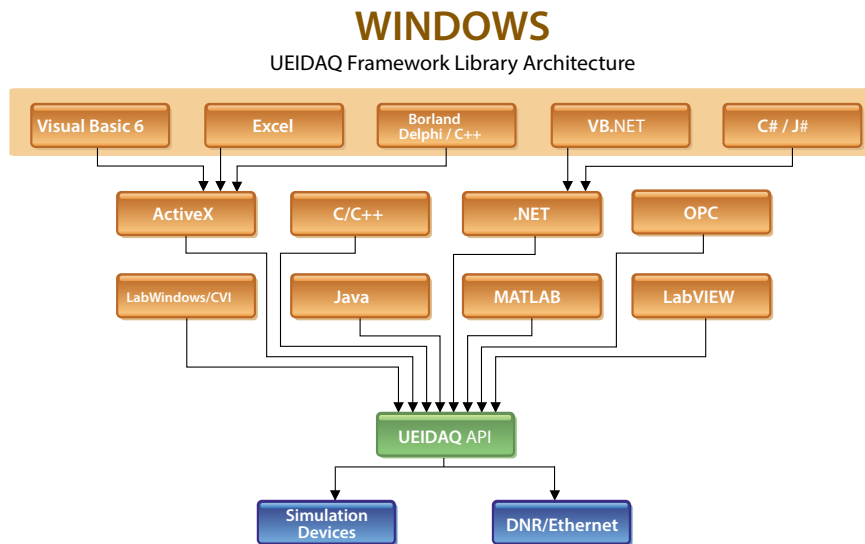 WINDOWS
UEIDAQ Framework Library Architecture
Visual Basic 6
Excel
Borland
Delphi / C++
VB.NET
C# / J#
ActiveX
C/C++
.NET
OPC
LabWindows/CVI
Java
MATLAB
LabVIEW
UEIDAQ API
Simulation
Devices
DNR/Ethernet